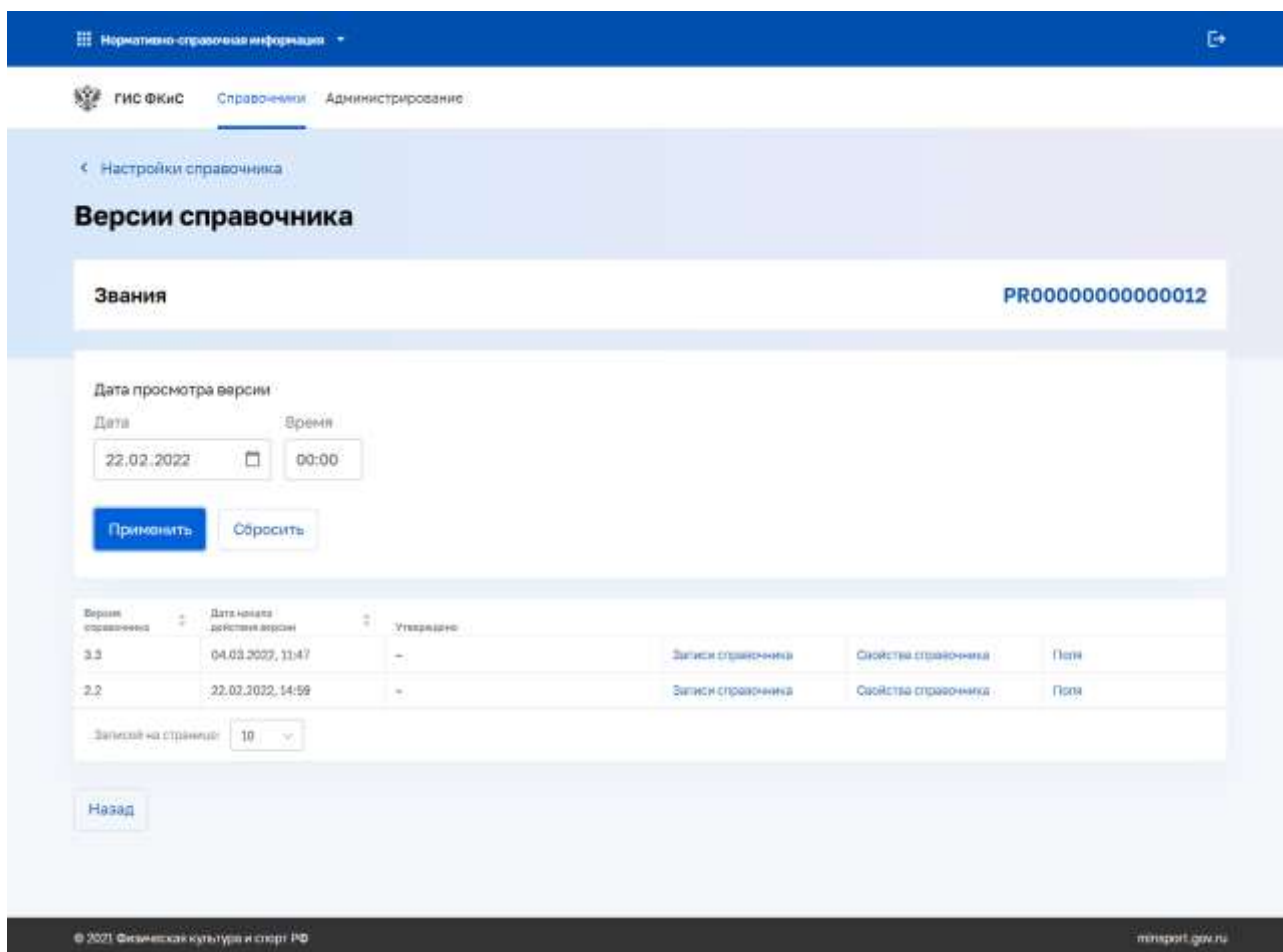 Нормативно-справочная информация
ГИС ФКиС Справочники Администрирование
Настройки справочника
Версии справочника
Звания PR00000000000012
Дата просмотра версии
Дата Время
22.02.2022 00:00
Применить Сбросить
Версия справочника Дата начала действия версии Утверждено
3.3 04.03.2022, 11:47 – Записи справочника Свойства справочника Поля
2.2 22.02.2022, 14:59 – Записи справочника Свойства справочника Поля
Записей на странице: 10
Назад
© 2021 Физическая культура и спорт РФ minsport.gov.ru